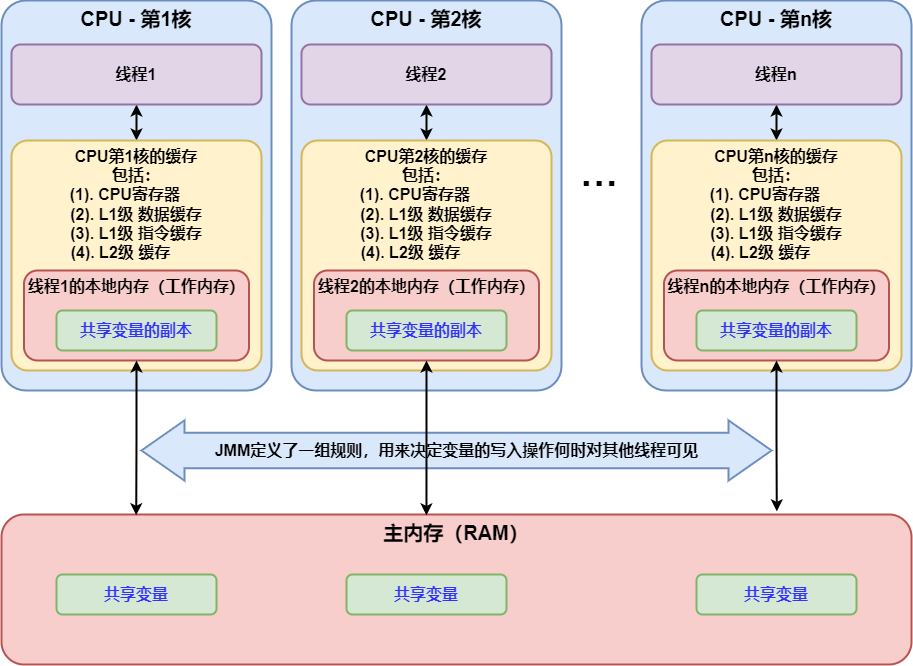 CPU - 第1核
线程1
CPU第1核的缓存
包括：
(1). CPU寄存器
(2). L1级 数据缓存
(3). L1级 指令缓存
(4). L2级 缓存
线程1的本地内存（工作内存）
共享变量的副本
CPU - 第2核
线程2
CPU第2核的缓存
包括：
(1). CPU寄存器
(2). L1级 数据缓存
(3). L1级 指令缓存
(4). L2级 缓存
线程2的本地内存（工作内存）
共享变量的副本
...
CPU - 第n核
线程n
CPU第n核的缓存
包括：
(1). CPU寄存器
(2). L1级 数据缓存
(3). L1级 指令缓存
(4). L2级 缓存
线程n的本地内存（工作内存）
共享变量的副本
JMM定义了一组规则，用来决定变量的写入操作何时对其他线程可见
主内存（RAM）
共享变量
共享变量
共享变量